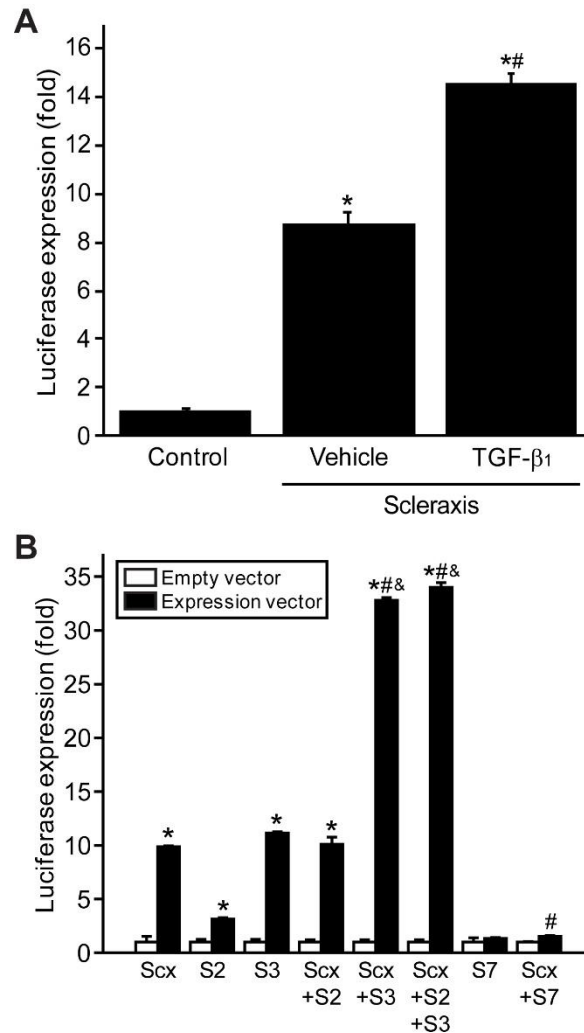 A
Luciferase expression (fold)
16
14
12
10
8
6
4
2
0
*
*#
Control
Vehicle
TGF-β1
Scleraxis
B
Empty vector
Expression vector
Luciferase expression (fold)
35
30
25
20
15
10
5
0
*
*
*
*
*#&
*#&
#
Scx
S2
S3
Scx
+S2
Scx
+S3
Scx
+S2
+S3
S7
Scx
+S7